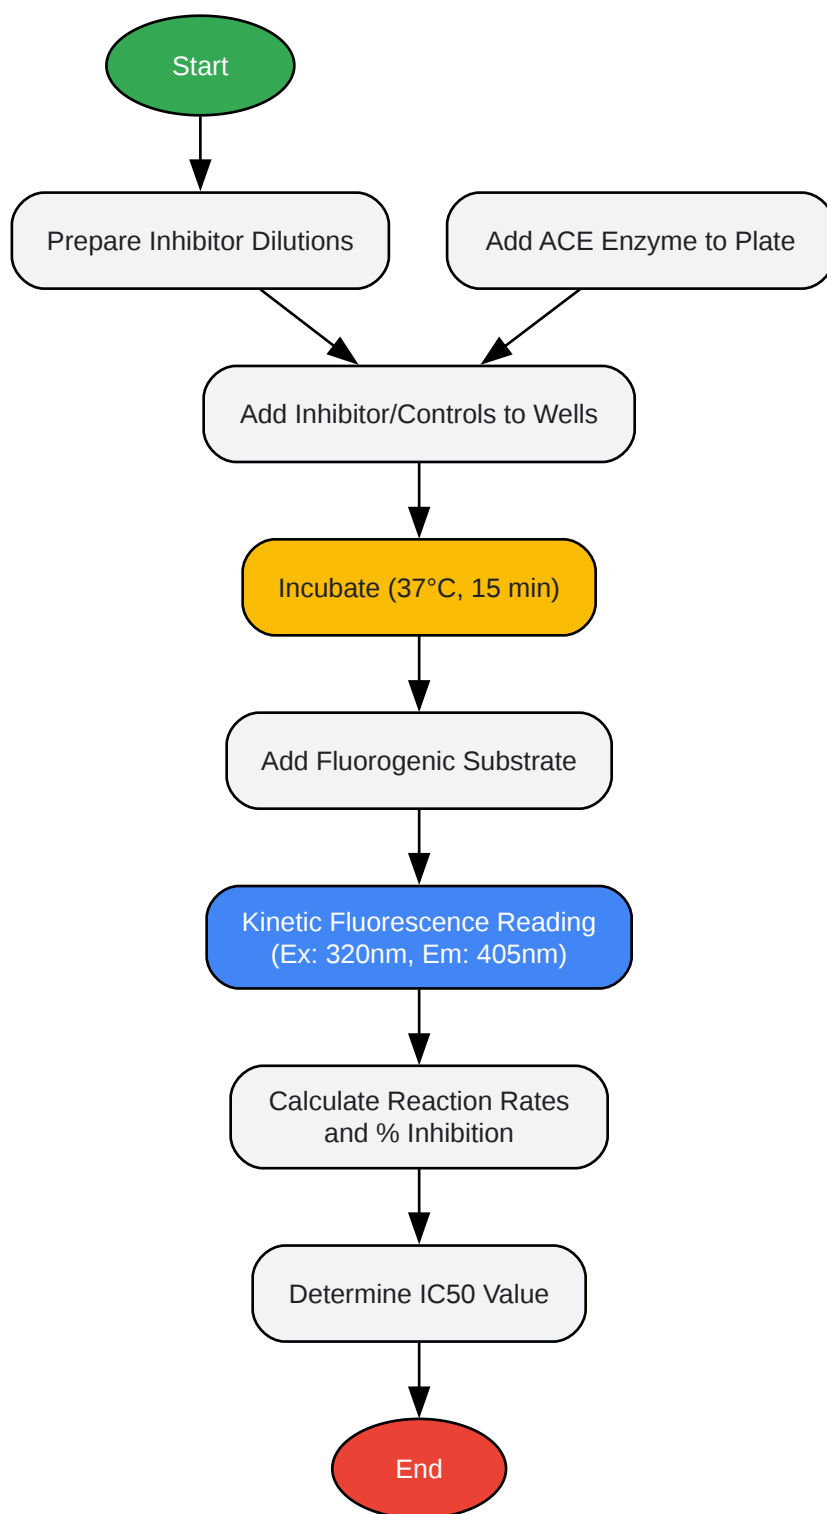 Start
Prepare Inhibitor Dilutions
Add ACE Enzyme to Plate
Add Inhibitor/Controls to Wells
Incubate (37°C, 15 min)
Add Fluorogenic Substrate
Kinetic Fluorescence Reading
(Ex: 320nm, Em: 405nm)
Calculate Reaction Rates
and % Inhibition
Determine IC50 Value
End